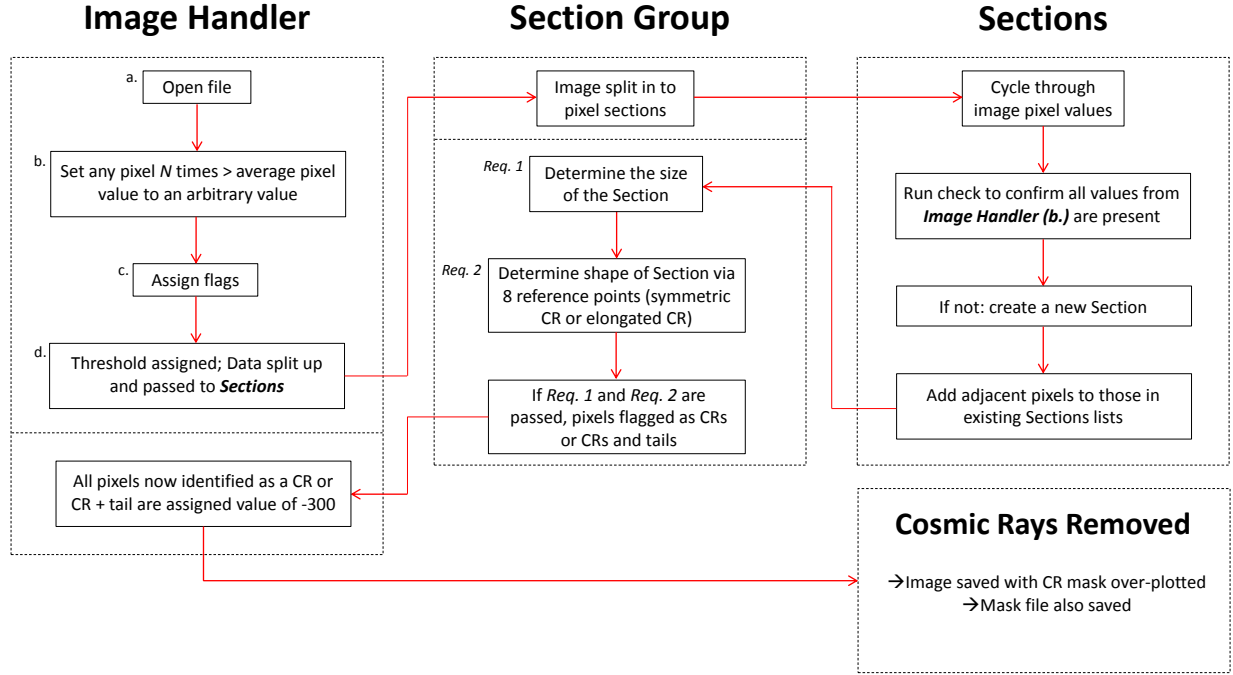 Image Handler
a.
Open file
b.
Set any pixel N times > average pixel
value to an arbitrary value
c.
Assign flags
d.
Threshold assigned; Data split up
and passed to Sections
All pixels now identified as a CR or
CR + tail are assigned value of -300
Section Group
Image split in to
pixel sections
Req. 1
Determine the size
of the Section
Req. 2
Determine shape of Section via
8 reference points (symmetric
CR or elongated CR)
If Req. 1 and Req. 2 are
passed, pixels flagged as CRs
or CRs and tails
Sections
Cycle through
image pixel values
Run check to confirm all values from
Image Handler (b.) are present
If not: create a new Section
Add adjacent pixels to those in
existing Sections lists
Cosmic Rays Removed
→Image saved with CR mask over-plotted
→Mask file also saved